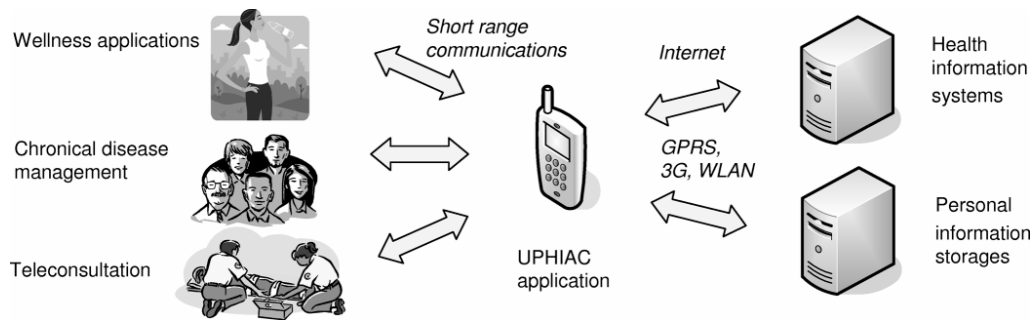 Wellness applications
Short range
communications
Internet
Health
information
systems
Chronical disease
management
GPRS,
3G, WLAN
Teleconsultation
UPHIAC
application
Personal
information
storages